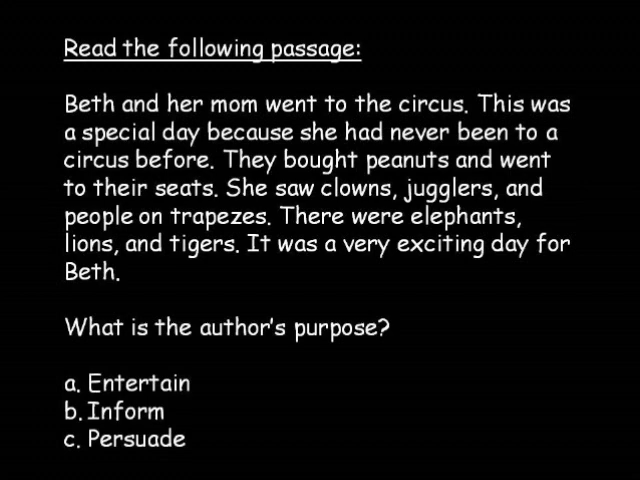 Read the following passage:
Beth and her mom went to the circus. This was
a special day because she had never been to a
circus before. They bought peanuts and went
to their seats. She saw clowns, jugglers, and
people on trapezes. There were elephants,
lions, and tigers. It was a very exciting day for
Beth.
What is the author's purpose?
a. Entertain
b. Inform
c. Persuade